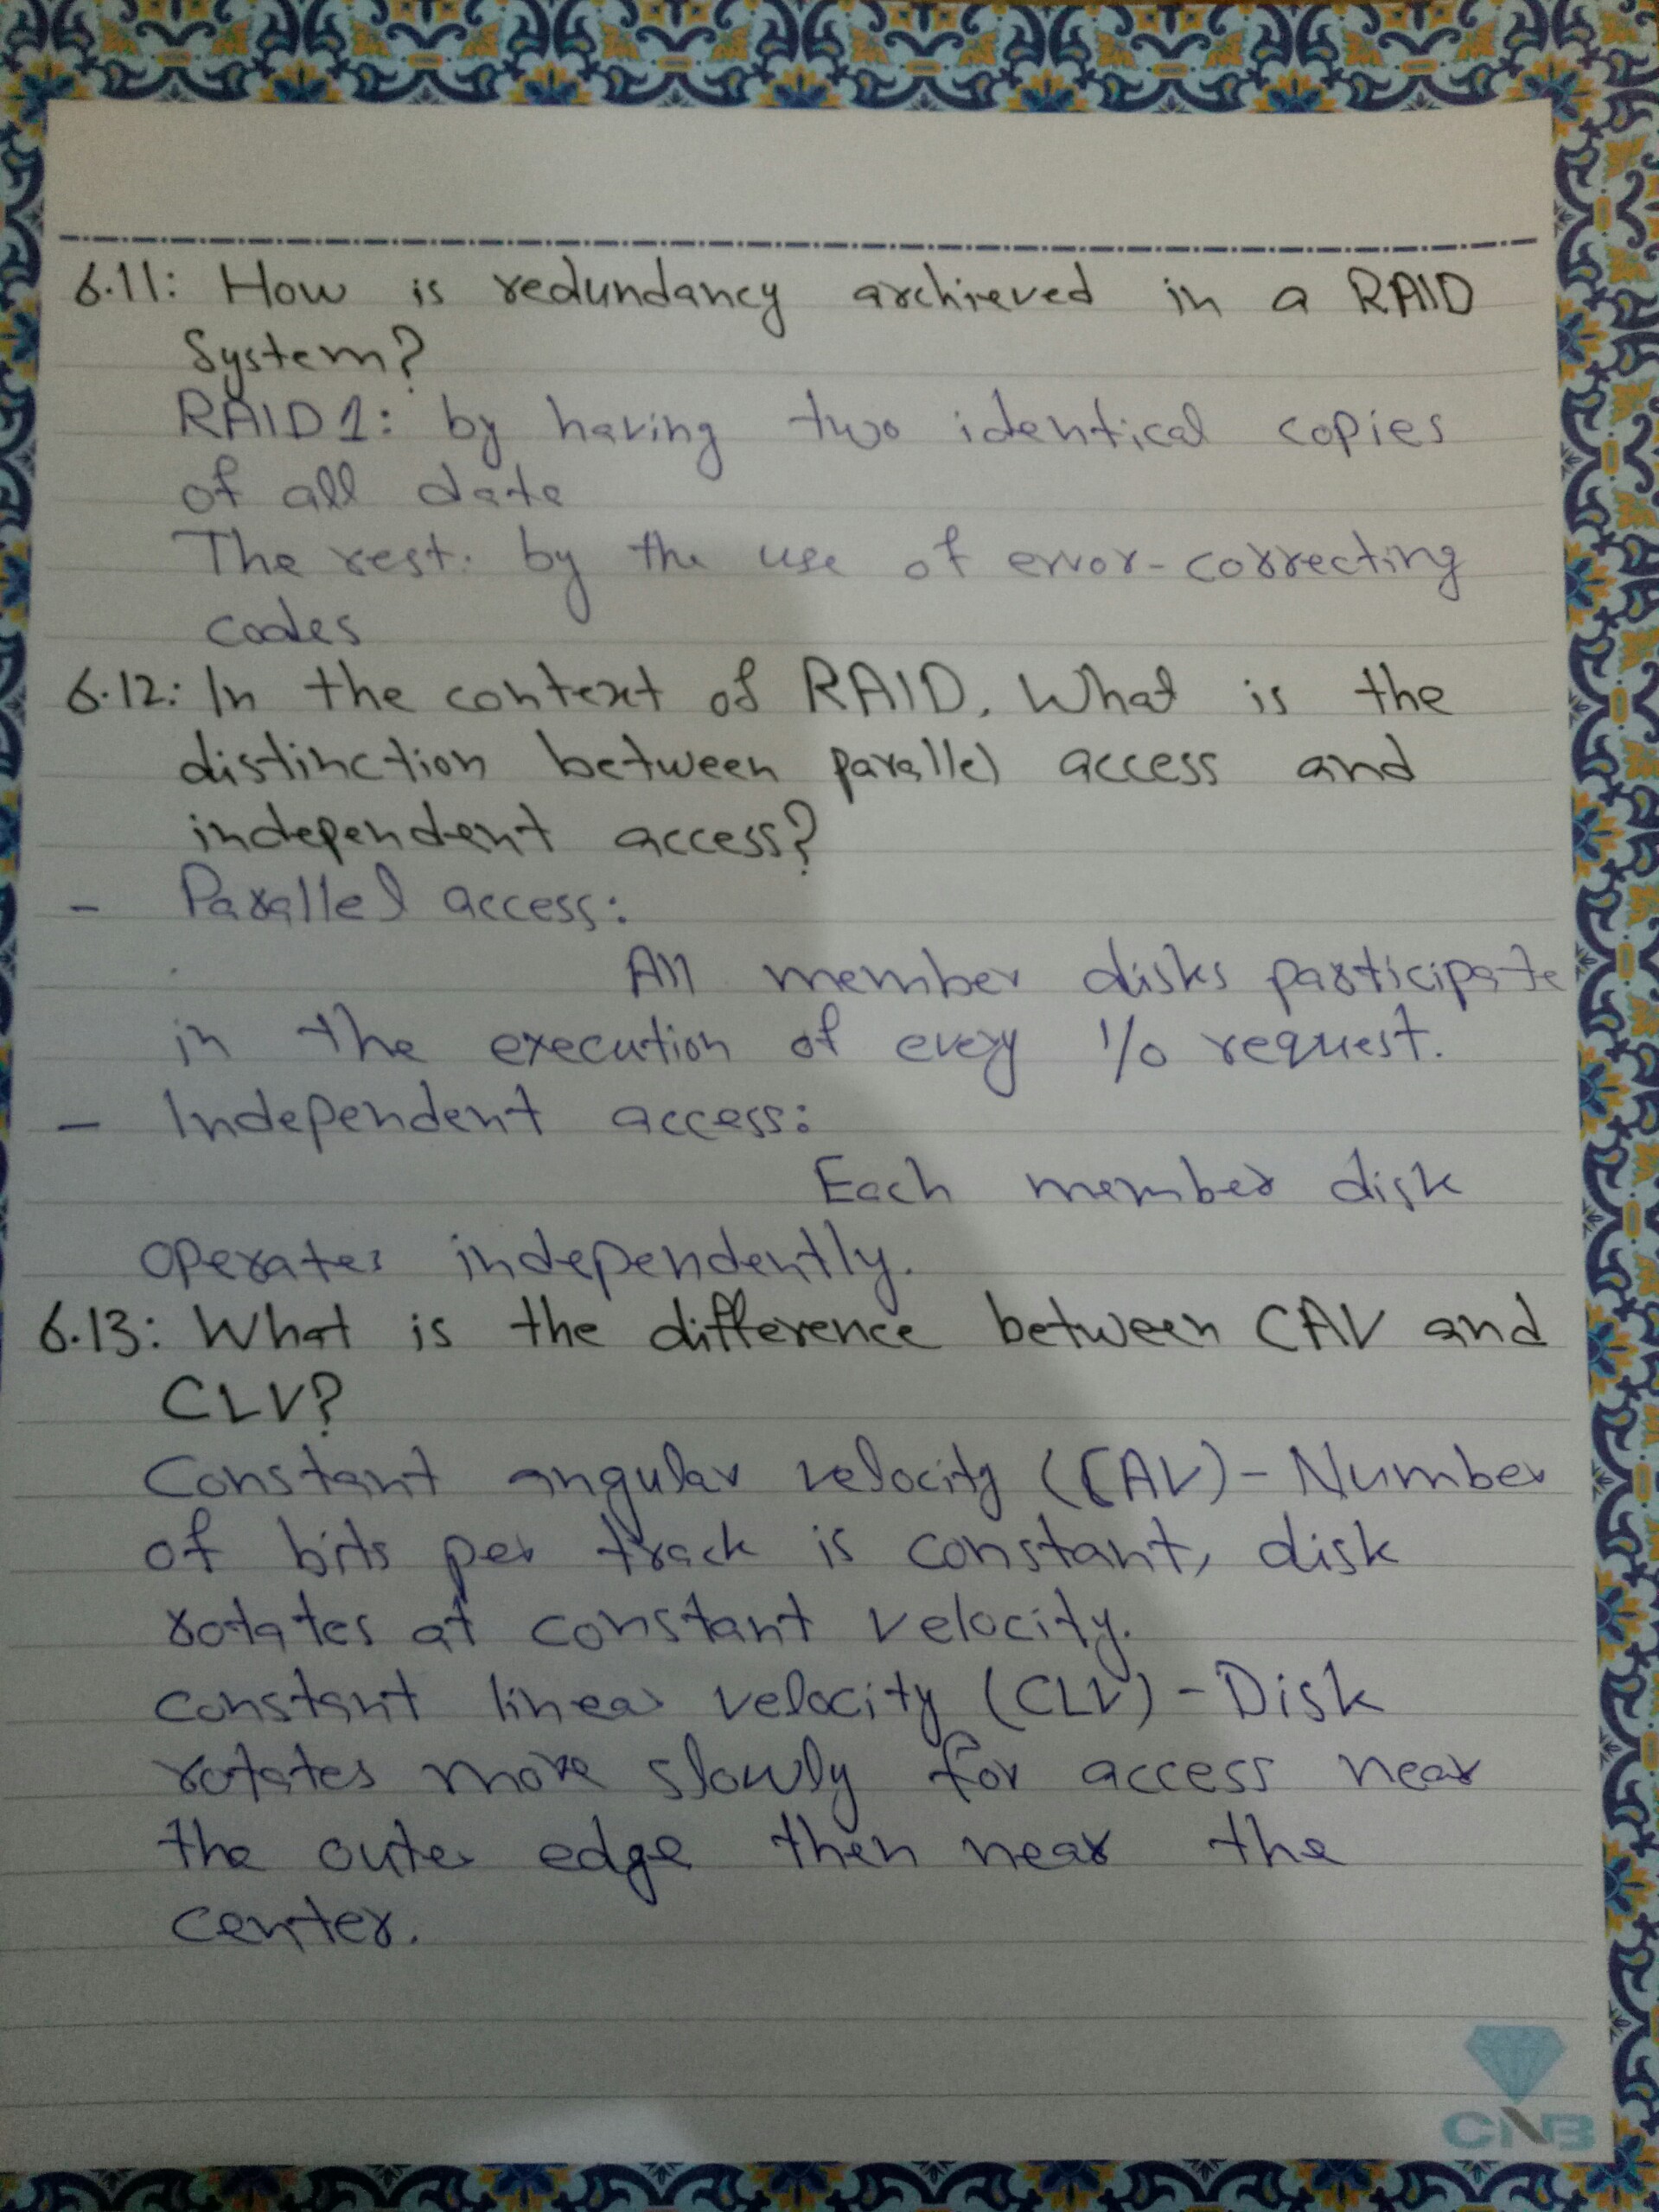 6.11: How is redundancy archieved in a RAID
System?
RAID 1: by having two identical copies
of all data
The rest: by the use of error-correcting
codes
6.12: In the context of RAID, What is the
distinction between parallel access and
independent access?
- Parallel access:
All member disks participate
in the execution of every I/O request.
- Independent access:
Each member disk
operates independently.
6.13: What is the difference between CAV and
CLV?
Constant angular velocity (CAV) - Number
of bits per track is constant, disk
rotates at constant velocity.
constant linear velocity (CLV) - Disk
rotates more slowly for access near
the outer edge then near the
center.
CNB